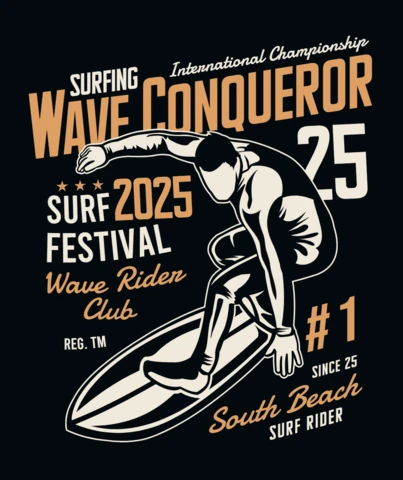 SURFING
International Championship
WAVE CONQUEROR
25
SURF 2025
FESTIVAL
Wave Rider
Club
REG. TM
#1
SINCE 25
South Beach
SURF RIDER